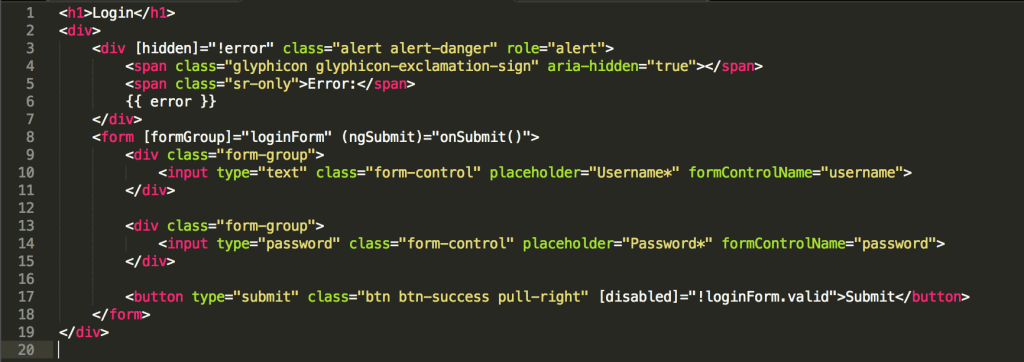 1 <h1>Login</h1>
2 <div>
3     <div [hidden]="!error" class="alert alert-danger" role="alert">
4         <span class="glyphicon glyphicon-exclamation-sign" aria-hidden="true"></span>
5         <span class="sr-only">Error:</span>
6         {{ error }}
7     </div>
8     <form [formGroup]="loginForm" (ngSubmit)="onSubmit()">
9         <div class="form-group">
10             <input type="text" class="form-control" placeholder="Username*" formControlName="username">
11         </div>
12
13         <div class="form-group">
14             <input type="password" class="form-control" placeholder="Password*" formControlName="password">
15         </div>
16
17         <button type="submit" class="btn btn-success pull-right" [disabled]="!loginForm.valid">Submit</button>
18     </form>
19 </div>
20